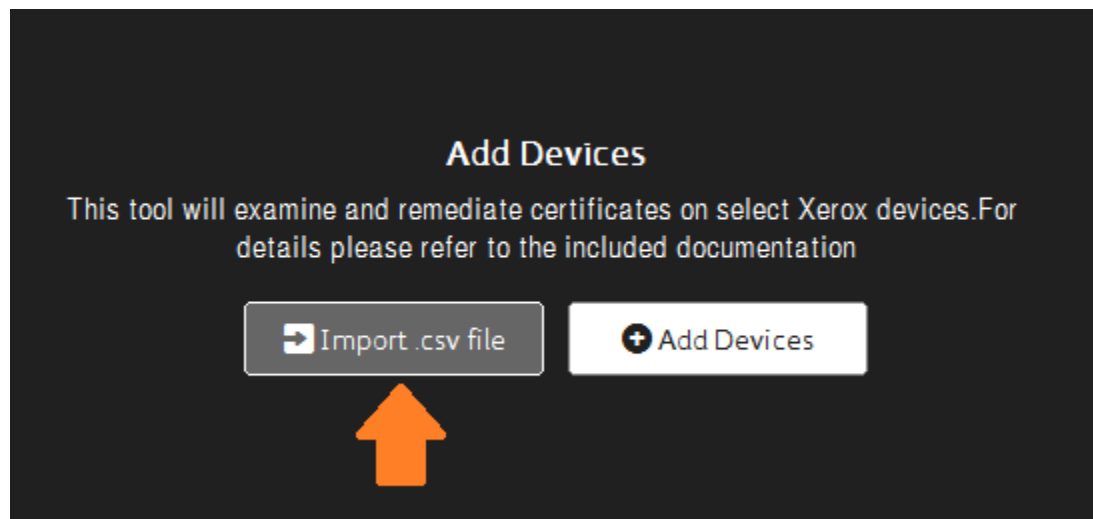 Add Devices
This tool will examine and remediate certificates on select Xerox devices.For
details please refer to the included documentation
Import .csv file
Add Devices